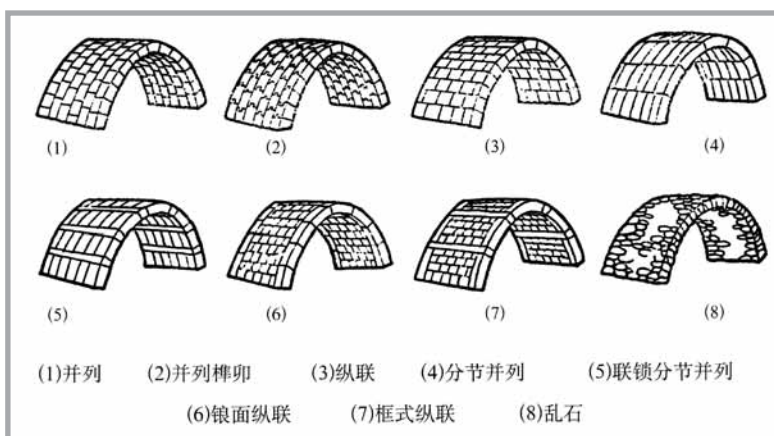 (1) (2) (3) (4)
(5) (6) (7) (8)
(1)并列 (2)并列榫卯 (3)纵联 (4)分节并列 (5)联锁分节并列
(6)锒面纵联 (7)框式纵联 (8)乱石